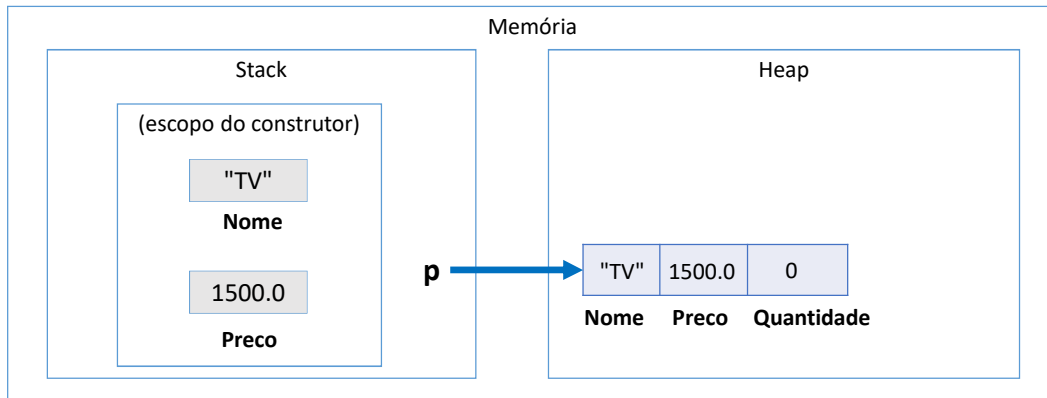 Memória
Stack
(escopo do construtor)
"TV"
Nome
1500.0
Preco
p
Heap
"TV" 1500.0 0
Nome Preco Quantidade